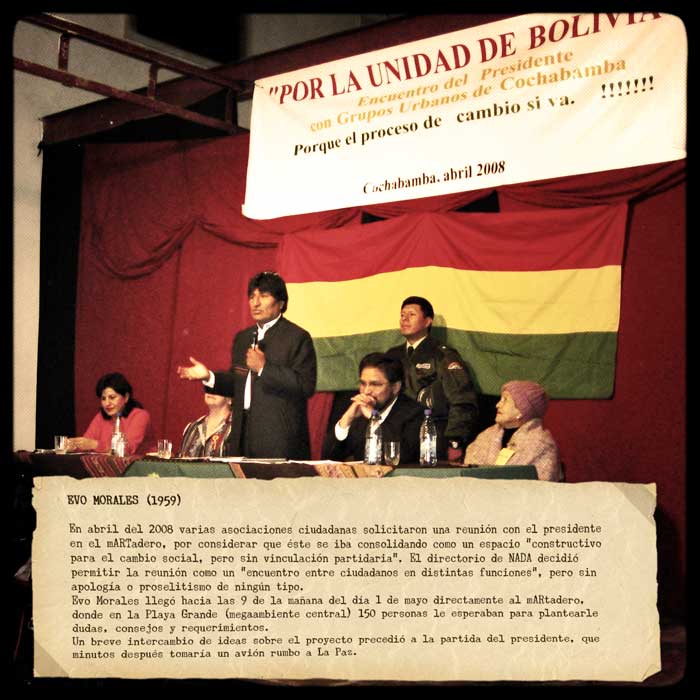 "POR LA UNIDAD DE BOLIVIA
Encuentro del Presidente
con Grupos Urbanos de Cochabamba
Porque el proceso de cambio si va. !!!!!!!
Cochabamba, abril 2008
EVO MORALES (1959)
En abril del 2008 varias asociaciones ciudadanas solicitaron una reunión con el presidente
en el mARTadero, por considerar que éste se iba consolidando como un espacio "constructivo
para el cambio social, pero sin vinculación partidaria". El directorio de NADA decidió
permitir la reunión como un "encuentro entre ciudadanos en distintas funciones", pero sin
apología o proselitismo de ningún tipo.
Evo Morales llegó hacia las 9 de la mañana del día 1 de mayo directamente al mARtadero,
donde en la Playa Grande (megaambiente central) 150 personas le esperaban para plantearle
dudas, consejos y requerimientos.
Un breve intercambio de ideas sobre el proyecto precedió a la partida del presidente, que
minutos después tomaría un avión rumbo a La Paz.